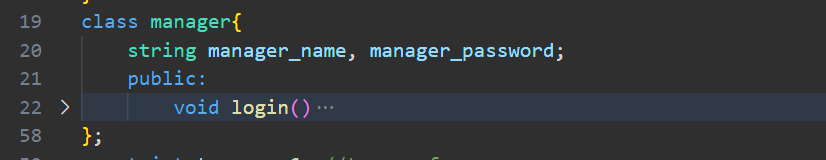 19 class manager{
20 string manager_name, manager_password;
21 public:
22 > void login()···
58 };